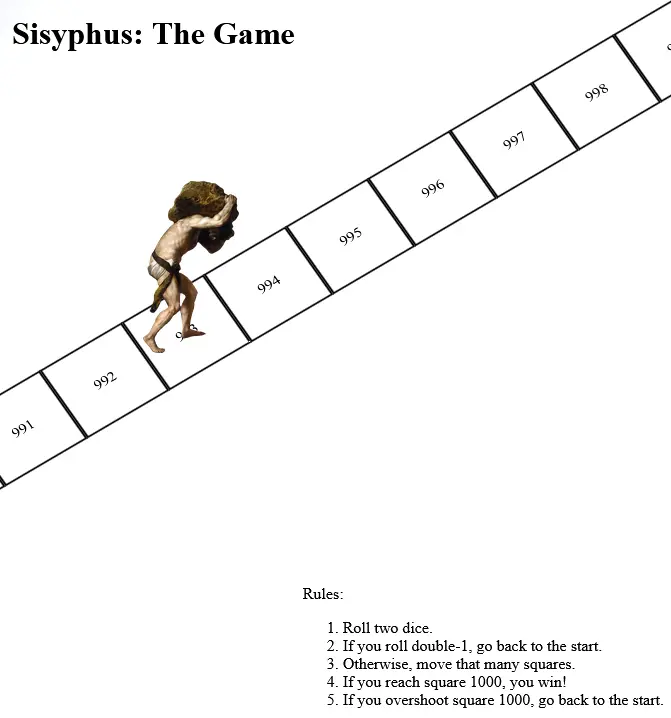 Sisyphus: The Game
998
997
996
995
994
992
991
Rules:
1. Roll two dice.
2. If you roll double-1, go back to the start.
3. Otherwise, move that many squares.
4. If you reach square 1000, you win!
5. If you overshoot square 1000, go back to the start.